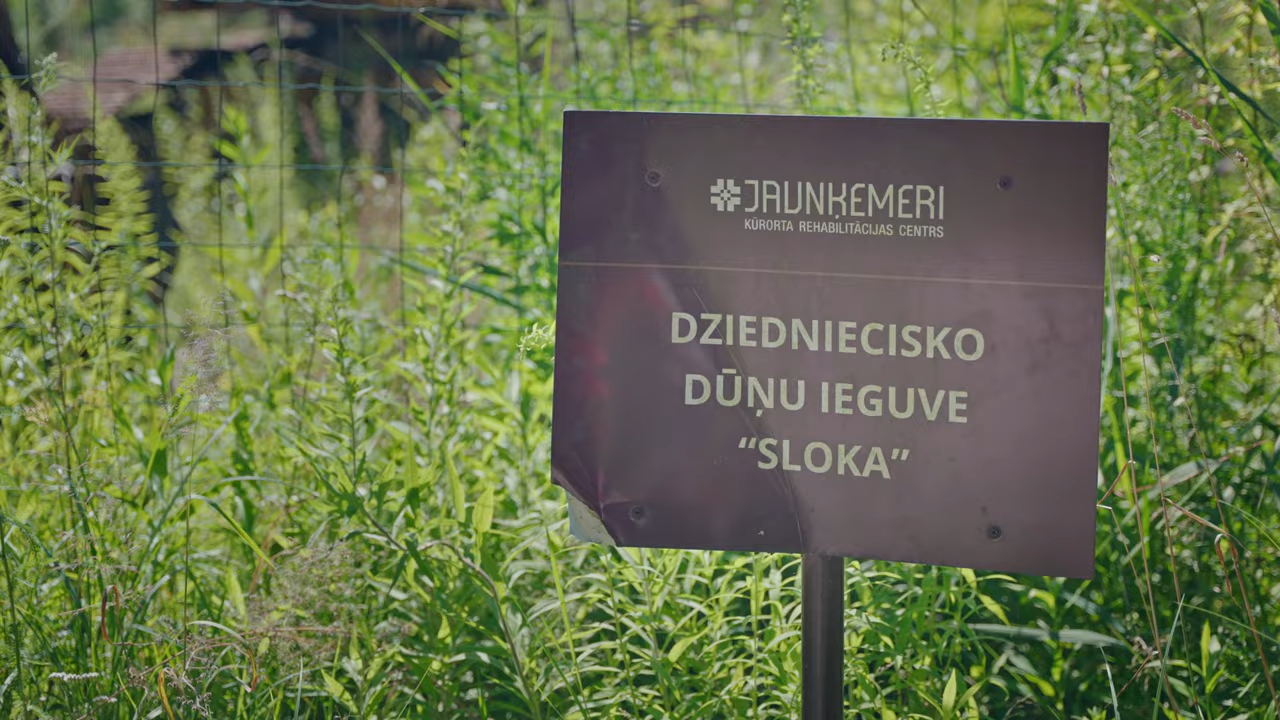 JAUNĶEMERI
KŪRORTA REHABILITĀCIJAS CENTRS
DZIEDNIECISKO
DŪŅU IEGUVE
“SLOKA”